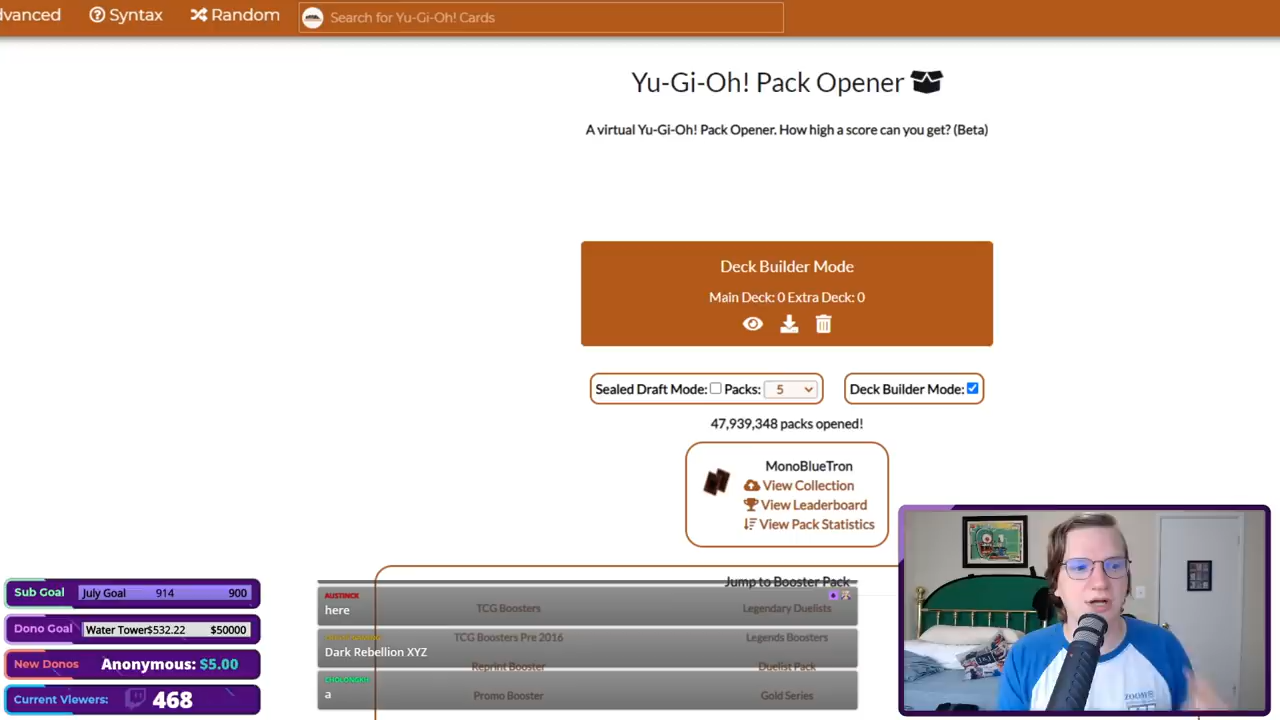 dvanced
Syntax
Random
Search for Yu-Gi-Oh! Cards
Yu-Gi-Oh! Pack Opener
A virtual Yu-Gi-Oh! Pack Opener. How high a score can you get? (Beta)
Deck Builder Mode
Main Deck: 0 Extra Deck: 0
Sealed Draft Mode: Packs: 5
Deck Builder Mode:
47,939,348 packs opened!
MonoBlueTron
View Collection
View Leaderboard
View Pack Statistics
Jump to Booster Pack
TCG Boosters
Legendary Duelists
TCG Boosters Pre 2016
Legends Boosters
Reprint Booster
Duelist Pack
Promo Booster
Gold Series
AUSTINCK
here
Dark Rebellion XYZ
a
Sub Goal
July Goal 914 900
Dono Goal
Water Tower$532.22 $50000
New Donos
Anonymous: $5.00
Current Viewers:
468
ZOOM